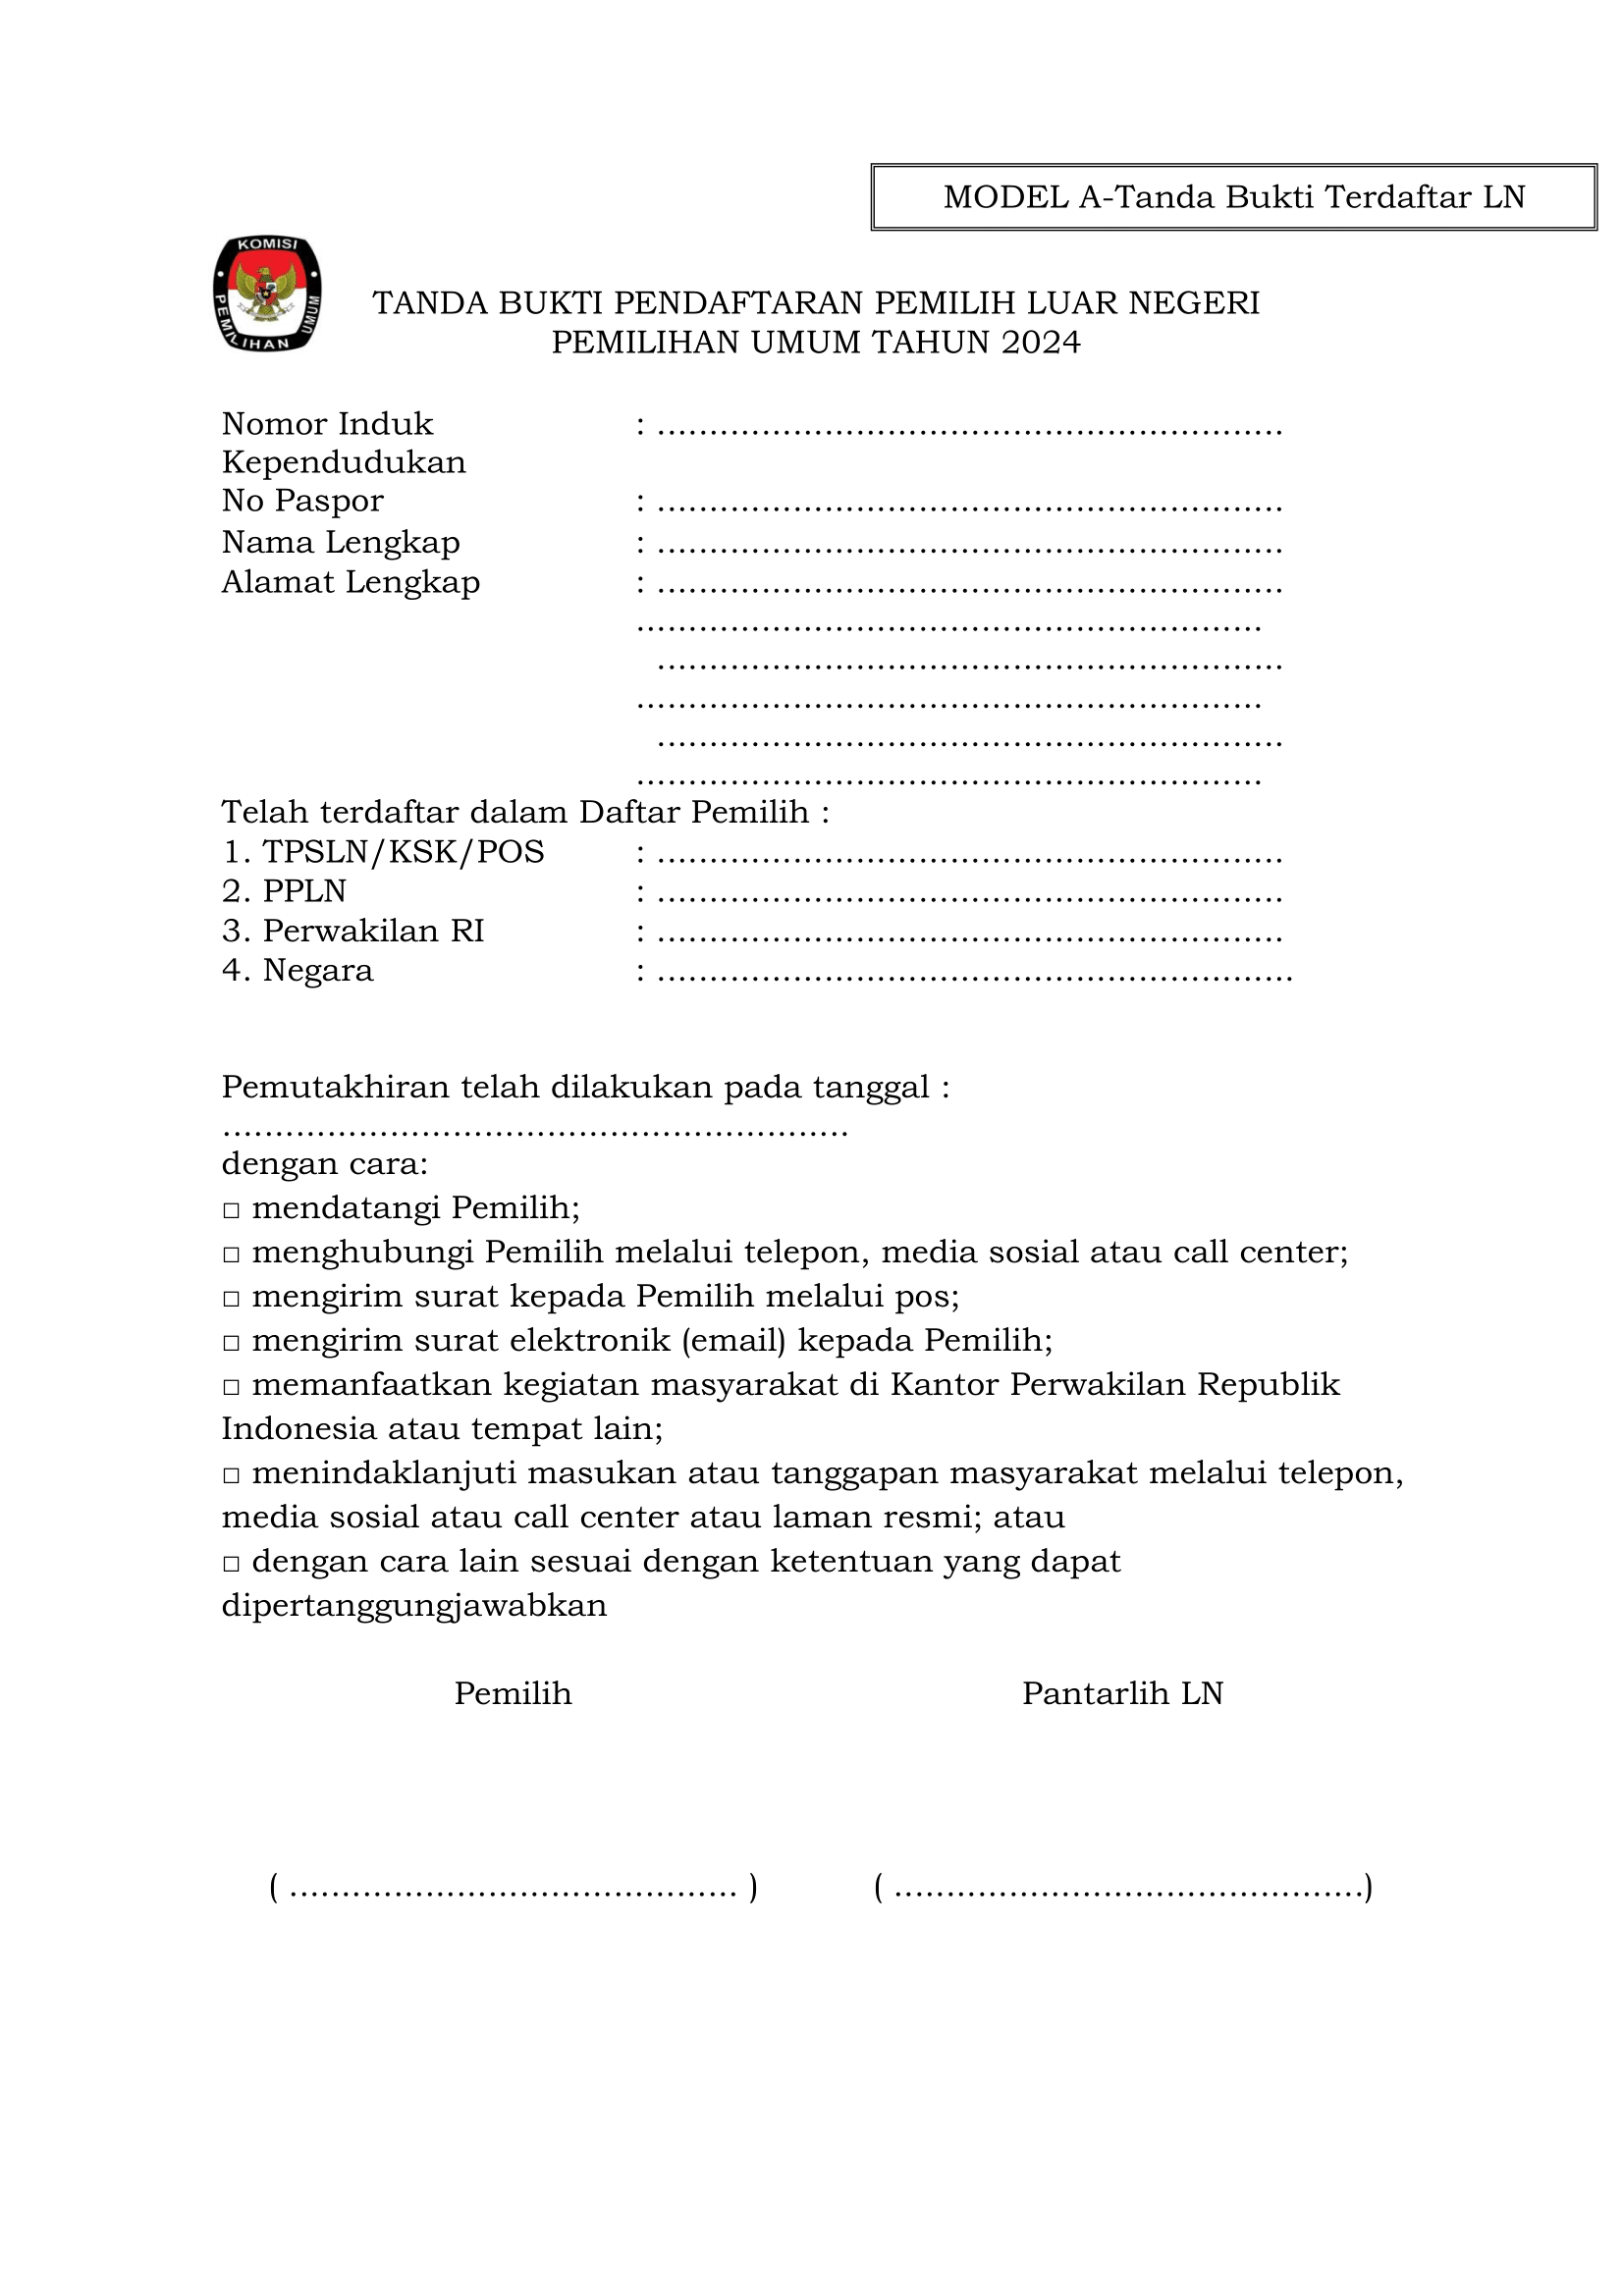 MODEL A-Tanda Bukti Terdaftar LN
KOMISI
PEMILIHAN UMUM
TANDA BUKTI PENDAFTARAN PEMILIH LUAR NEGERI
PEMILIHAN UMUM TAHUN 2024
Nomor Induk : ............................................................
Kependudukan
No Paspor : ............................................................
Nama Lengkap : ............................................................
Alamat Lengkap : ............................................................
............................................................
............................................................
............................................................
............................................................
............................................................
Telah terdaftar dalam Daftar Pemilih :
1. TPSLN/KSK/POS : ............................................................
2. PPLN : ............................................................
3. Perwakilan RI : ............................................................
4. Negara : .............................................................
Pemutakhiran telah dilakukan pada tanggal :
............................................................
dengan cara:
□ mendatangi Pemilih;
□ menghubungi Pemilih melalui telepon, media sosial atau call center;
□ mengirim surat kepada Pemilih melalui pos;
□ mengirim surat elektronik (email) kepada Pemilih;
□ memanfaatkan kegiatan masyarakat di Kantor Perwakilan Republik
Indonesia atau tempat lain;
□ menindaklanjuti masukan atau tanggapan masyarakat melalui telepon,
media sosial atau call center atau laman resmi; atau
□ dengan cara lain sesuai dengan ketentuan yang dapat
dipertanggungjawabkan
Pemilih Pantarlih LN
( ........................................... ) ( .............................................)